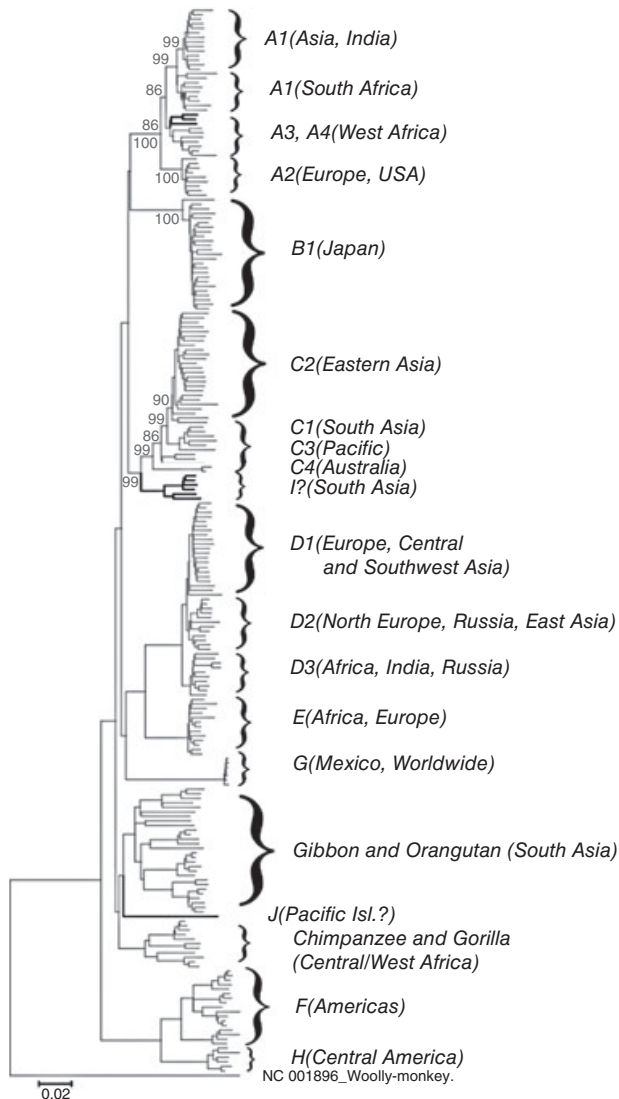 99
A1(Asia, India)
99
86
A1(South Africa)
86
A3, A4(West Africa)
100
100
A2(Europe, USA)
100
B1(Japan)
C2(Eastern Asia)
90
99
C1(South Asia)
86
C3(Pacific)
99
C4(Australia)
99
I?(South Asia)
D1(Europe, Central
and Southwest Asia)
D2(North Europe, Russia, East Asia)
D3(Africa, India, Russia)
E(Africa, Europe)
G(Mexico, Worldwide)
Gibbon and Orangutan (South Asia)
J(Pacific Isl.?)
Chimpanzee and Gorilla
(Central/West Africa)
F(Americas)
H(Central America)
NC 001896_Woolly-monkey.
0.02